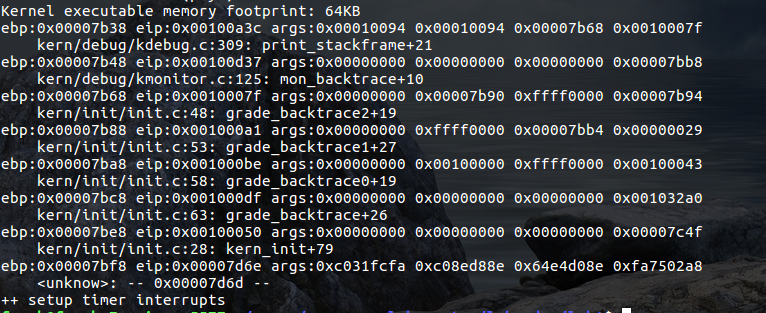 Kernel executable memory footprint: 64KB
ebp:0x00007b38 eip:0x00100a3c args:0x00010094 0x00010094 0x00007b68 0x0010007f
kern/debug/kdebug.c:309: print_stackframe+21
ebp:0x00007b48 eip:0x00100d37 args:0x00000000 0x00000000 0x00000000 0x00007bb8
kern/debug/kmonitor.c:125: mon_backtrace+10
ebp:0x00007b68 eip:0x0010007f args:0x00000000 0x00007b90 0xffff0000 0x00007b94
kern/init/init.c:48: grade_backtrace2+19
ebp:0x00007b88 eip:0x001000a1 args:0x00000000 0xffff0000 0x00007bb4 0x00000029
kern/init/init.c:53: grade_backtrace1+27
ebp:0x00007ba8 eip:0x001000be args:0x00000000 0x00100000 0xffff0000 0x00100043
kern/init/init.c:58: grade_backtrace0+19
ebp:0x00007bc8 eip:0x001000df args:0x00000000 0x00000000 0x00000000 0x001032a0
kern/init/init.c:63: grade_backtrace+26
ebp:0x00007be8 eip:0x00100050 args:0x00000000 0x00000000 0x00000000 0x00007c4f
kern/init/init.c:28: kern_init+79
ebp:0x00007bf8 eip:0x00007d6e args:0xc031fcfa 0xc08ed88e 0x64e4d08e 0xfa7502a8
<unknow>: -- 0x00007d6d --
++ setup timer interrupts